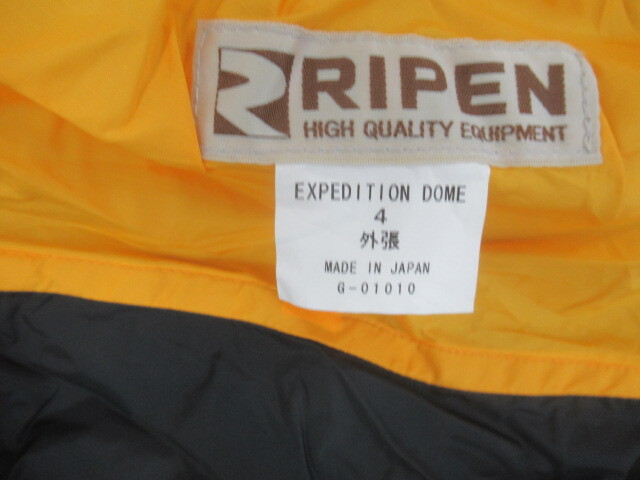 RIPEN
HIGH QUALITY EQUIPMENT
EXPEDITION DOME
4
外張
MADE IN JAPAN
G-01010